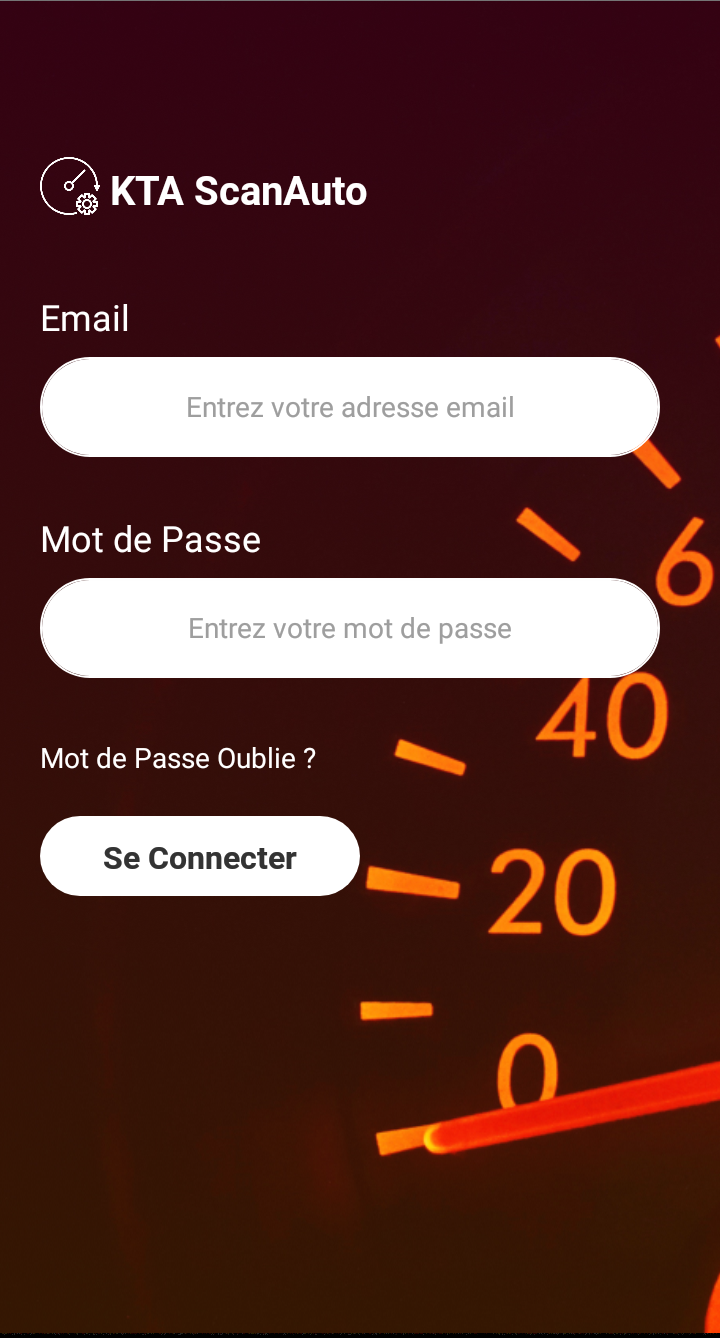 KTA ScanAuto
Email
Entrez votre adresse email
6
Mot de Passe
Entrez votre mot de passe
40
Mot de Passe Oublie ?
Se Connecter
20
0